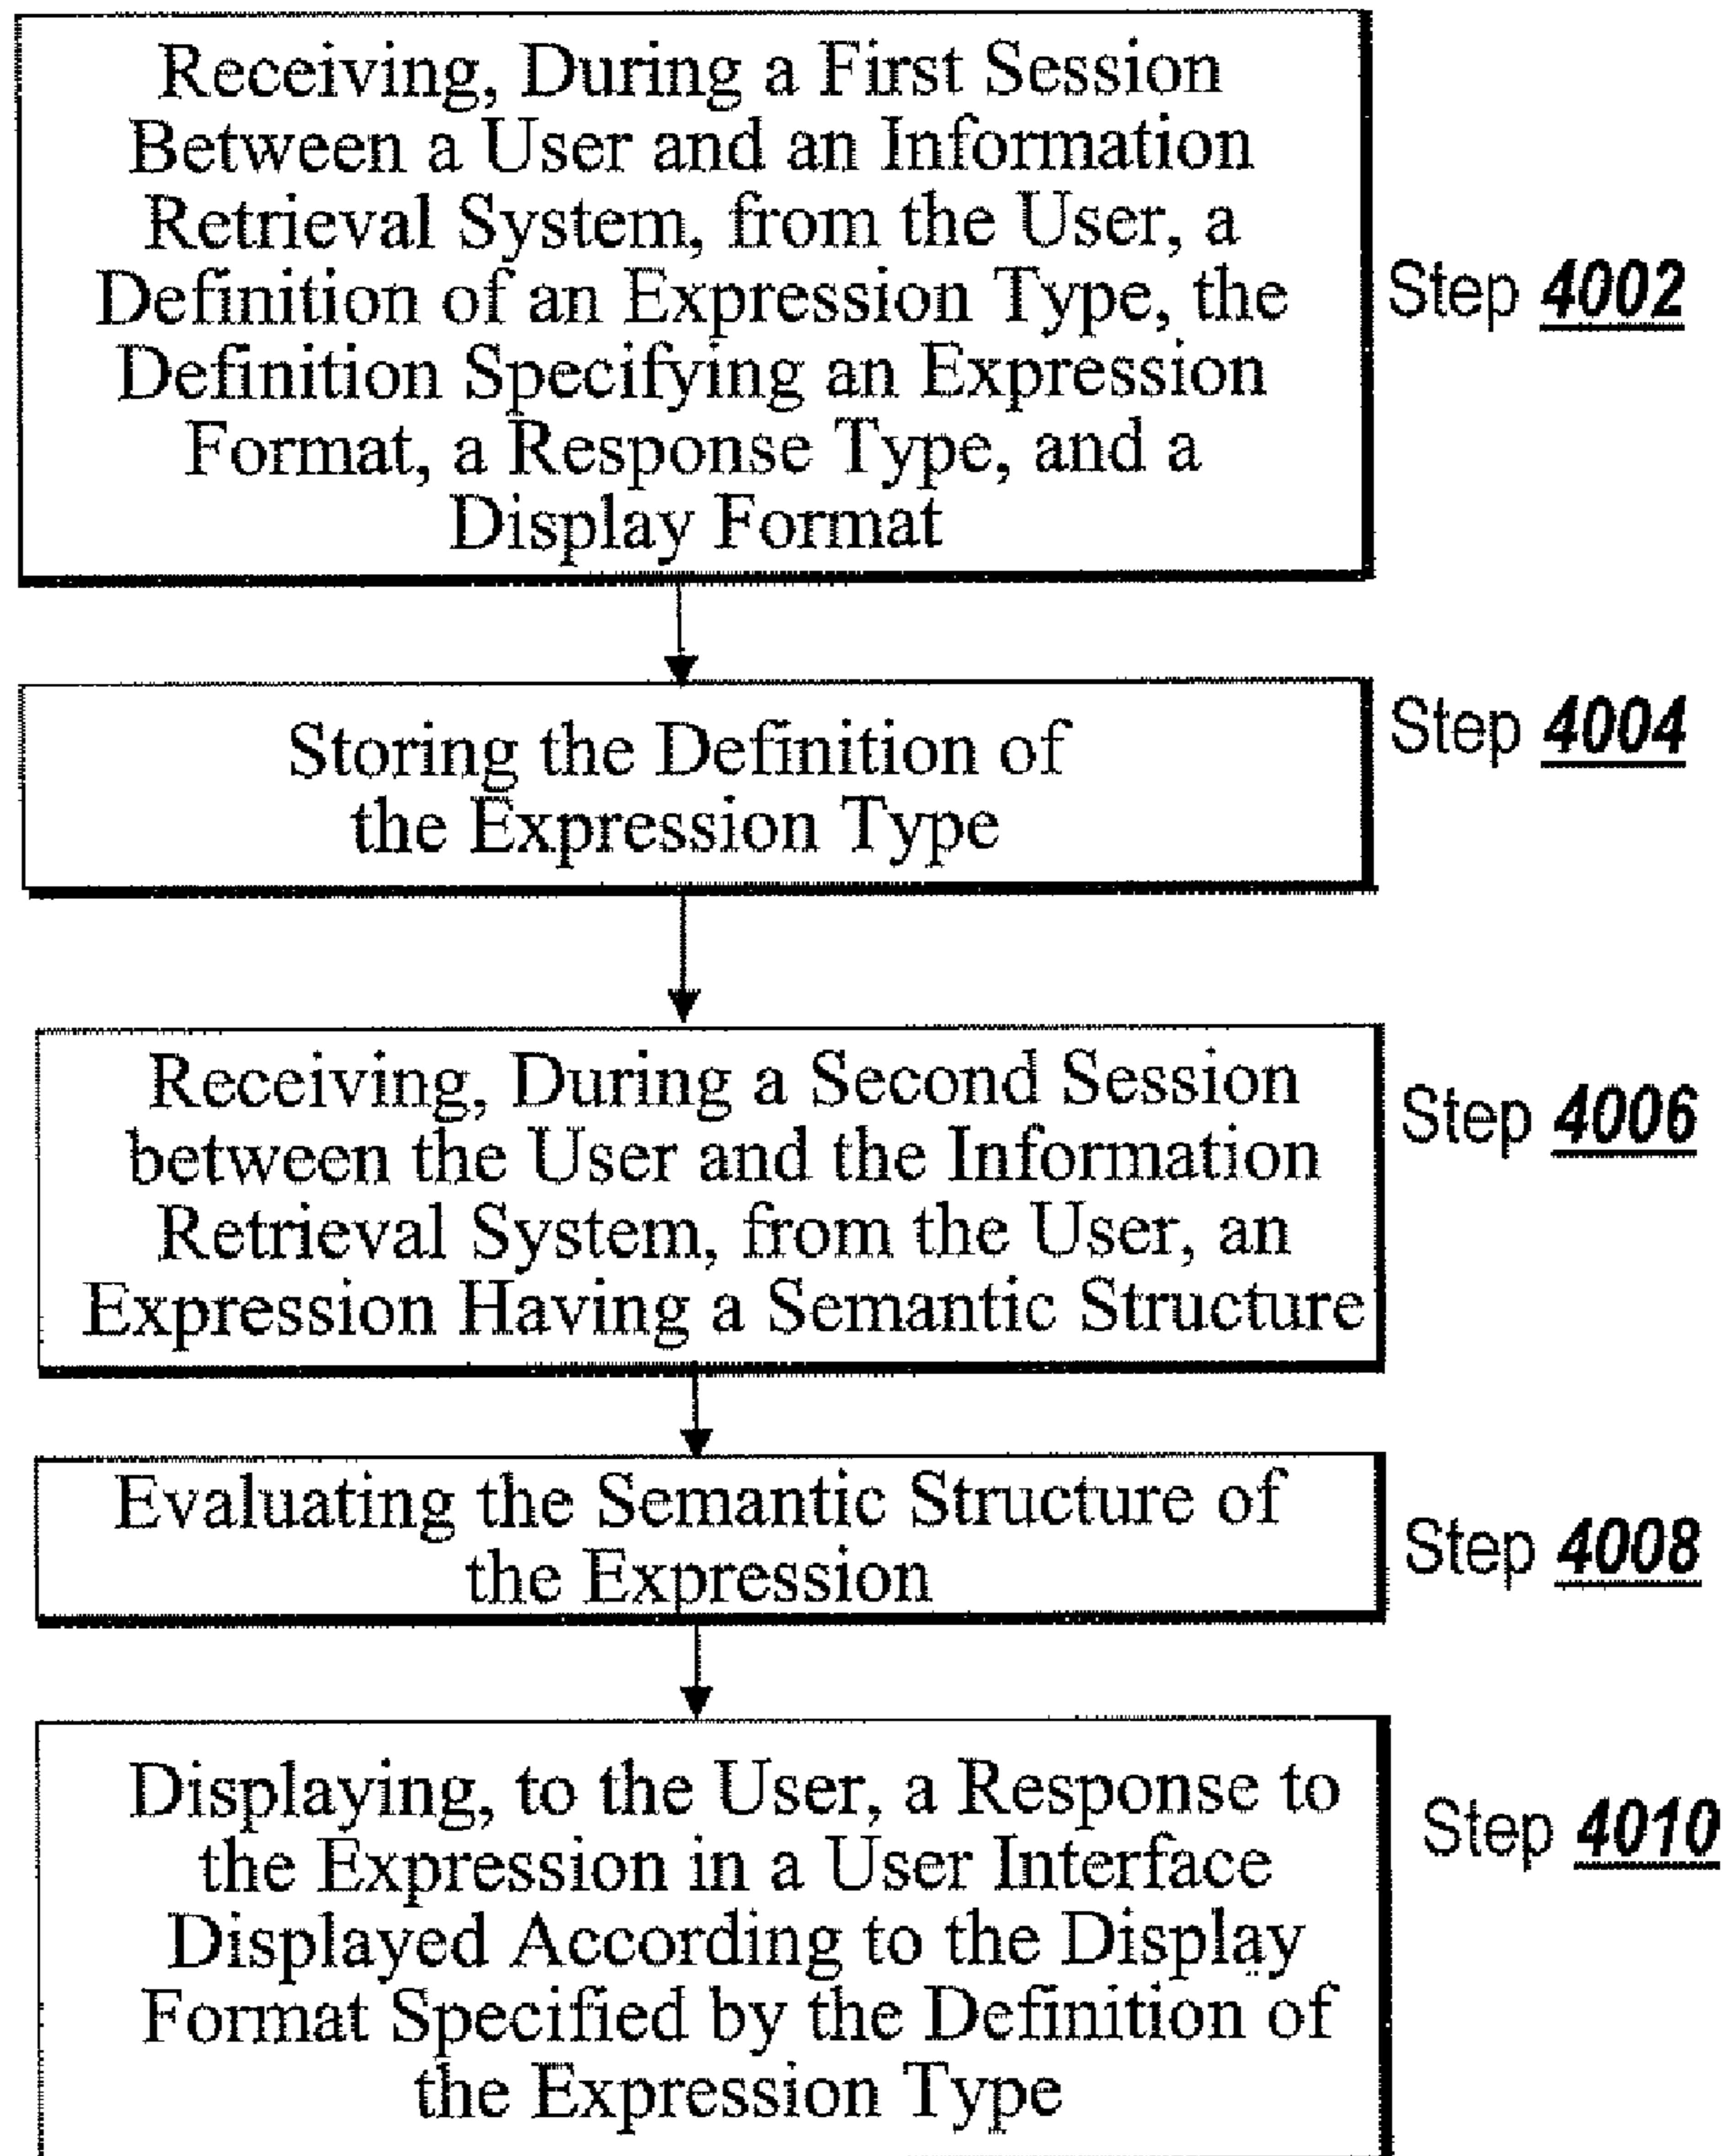 Receiving, During a First Session
Between a User and an Information
Retrieval System, from the User, a
Definition of an Expression Type, the
Definition Specifying an Expression
Format, a Response Type, and a
Display Format
Step 4002
Storing the Definition of
the Expression Type
Step 4004
Receiving, During a Second Session
between the User and the Information
Retrieval System, from the User, an
Expression Having a Semantic Structure
Step 4006
Evaluating the Semantic Structure of
the Expression
Step 4008
Displaying, to the User, a Response to
the Expression in a User Interface
Displayed According to the Display
Format Specified by the Definition of
the Expression Type
Step 4010